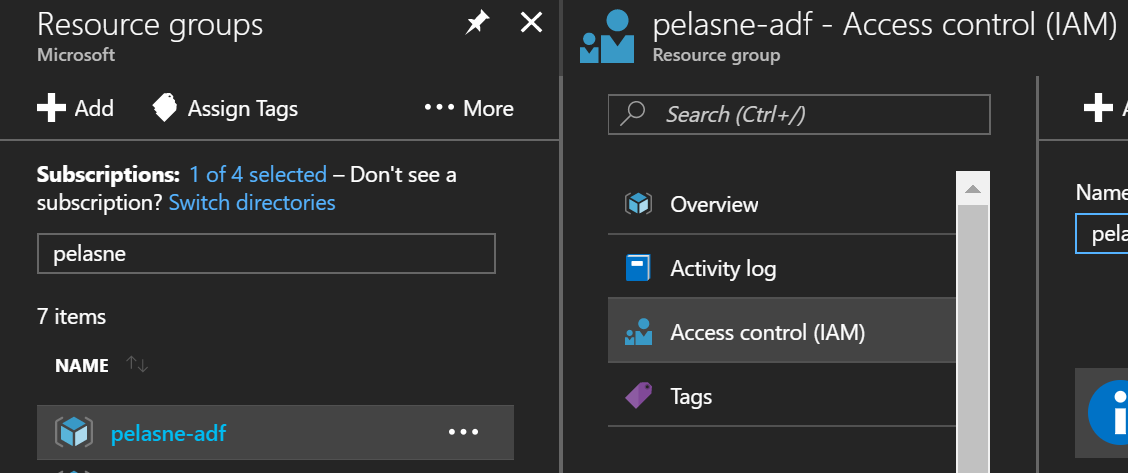 Resource groups
Microsoft
Add
Assign Tags
More
Subscriptions: 1 of 4 selected – Don't see a
subscription? Switch directories
pelasne
7 items
NAME
pelasne-adf
pelasne-adf - Access control (IAM)
Resource group
Search (Ctrl+/)
Overview
Activity log
Access control (IAM)
Tags
Name